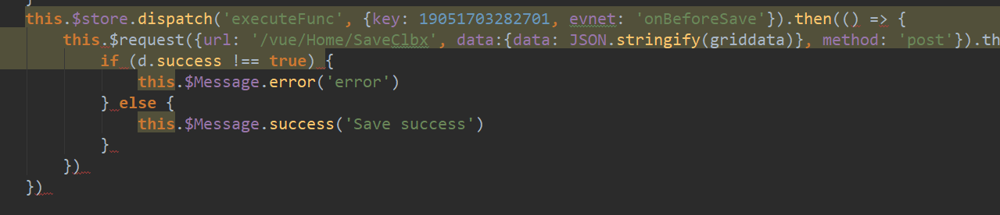 }
this.$store.dispatch('executeFunc', {key: 19051703282701, evnet: 'onBeforeSave'}).then(() => {
this.$request({url: '/vue/Home/SaveClbx', data:{data: JSON.stringify(griddata)}, method: 'post'}).th
if (d.success !== true) {
this.$Message.error('error')
} else {
this.$Message.success('Save success')
}
})
})